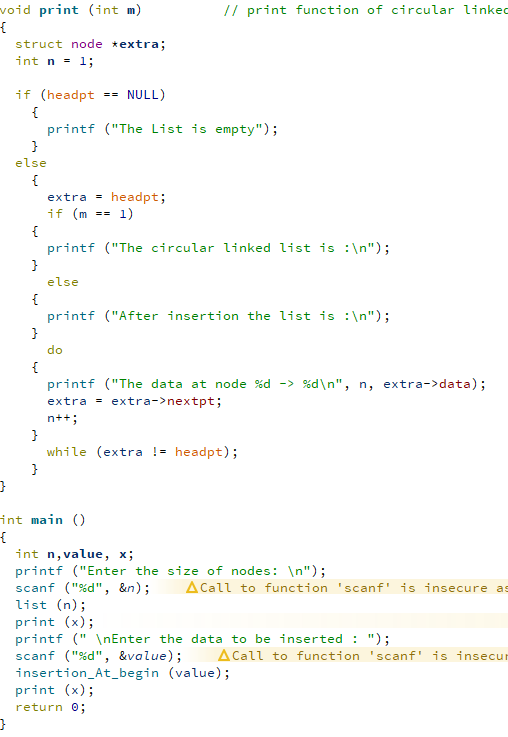 void print (int m) // print function of circular linked
{
struct node *extra;
int n = 1;
if (headpt == NULL)
{
printf ("The List is empty");
}
else
{
extra = headpt;
if (m == 1)
{
printf ("The circular linked list is :\n");
}
else
{
printf ("After insertion the list is :\n");
}
do
{
printf ("The data at node %d -> %d\n", n, extra->data);
extra = extra->nextpt;
n++;
}
while (extra != headpt);
}
}
int main ()
{
int n,value, x;
printf ("Enter the size of nodes: \n");
scanf ("%d", &n); Call to function 'scanf' is insecure as
list (n);
print (x);
printf (" \nEnter the data to be inserted : ");
scanf ("%d", &value); Call to function 'scanf' is insecur
insertion_At_begin (value);
print (x);
return 0;
}